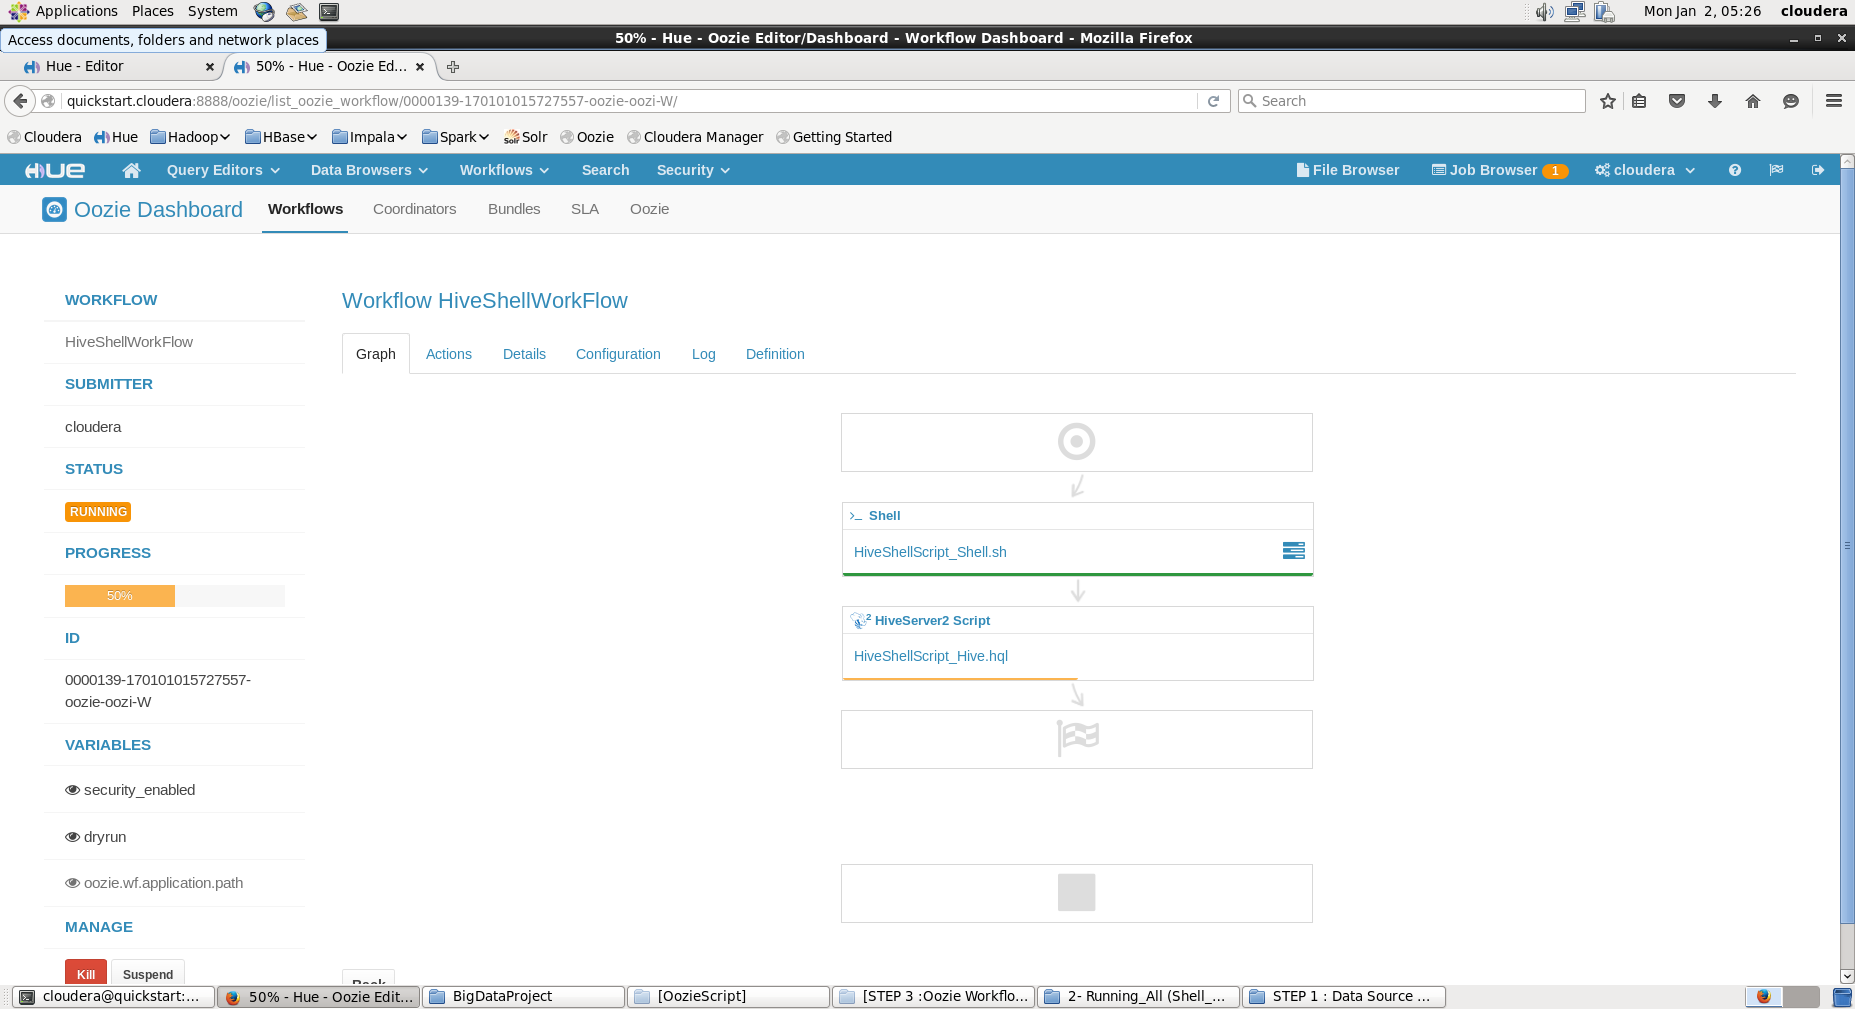 Applications Places System Mon Jan 2, 05:26 cloudera
Access documents, folders and network places
50% - Hue - Oozie Editor/Dashboard - Workflow Dashboard - Mozilla Firefox
Hue - Editor 50% - Hue - Oozie Ed...
quickstart.cloudera:8888/oozie/list_oozie_workflow/0000139-170101015727557-oozie-oozi-W/ Search
Cloudera Hue Hadoop HBase Impala Spark Solr Oozie Cloudera Manager Getting Started
HUE Query Editors Data Browsers Workflows Search Security File Browser Job Browser 1 cloudera
Oozie Dashboard Workflows Coordinators Bundles SLA Oozie
WORKFLOW
HiveShellWorkFlow
SUBMITTER
cloudera
STATUS
RUNNING
PROGRESS
50%
ID
0000139-170101015727557-
oozie-oozi-W
VARIABLES
security_enabled
dryrun
oozie.wf.application.path
MANAGE
Kill Suspend
Workflow HiveShellWorkFlow
Graph Actions Details Configuration Log Definition
Shell
HiveShellScript_Shell.sh
2 HiveServer2 Script
HiveShellScript_Hive.hql
Back
cloudera@quickstart:... 50% - Hue - Oozie Edit... BigDataProject [OozieScript] [STEP 3 :Oozie Workflo... 2- Running_All (Shell_... STEP 1 : Data Source ...